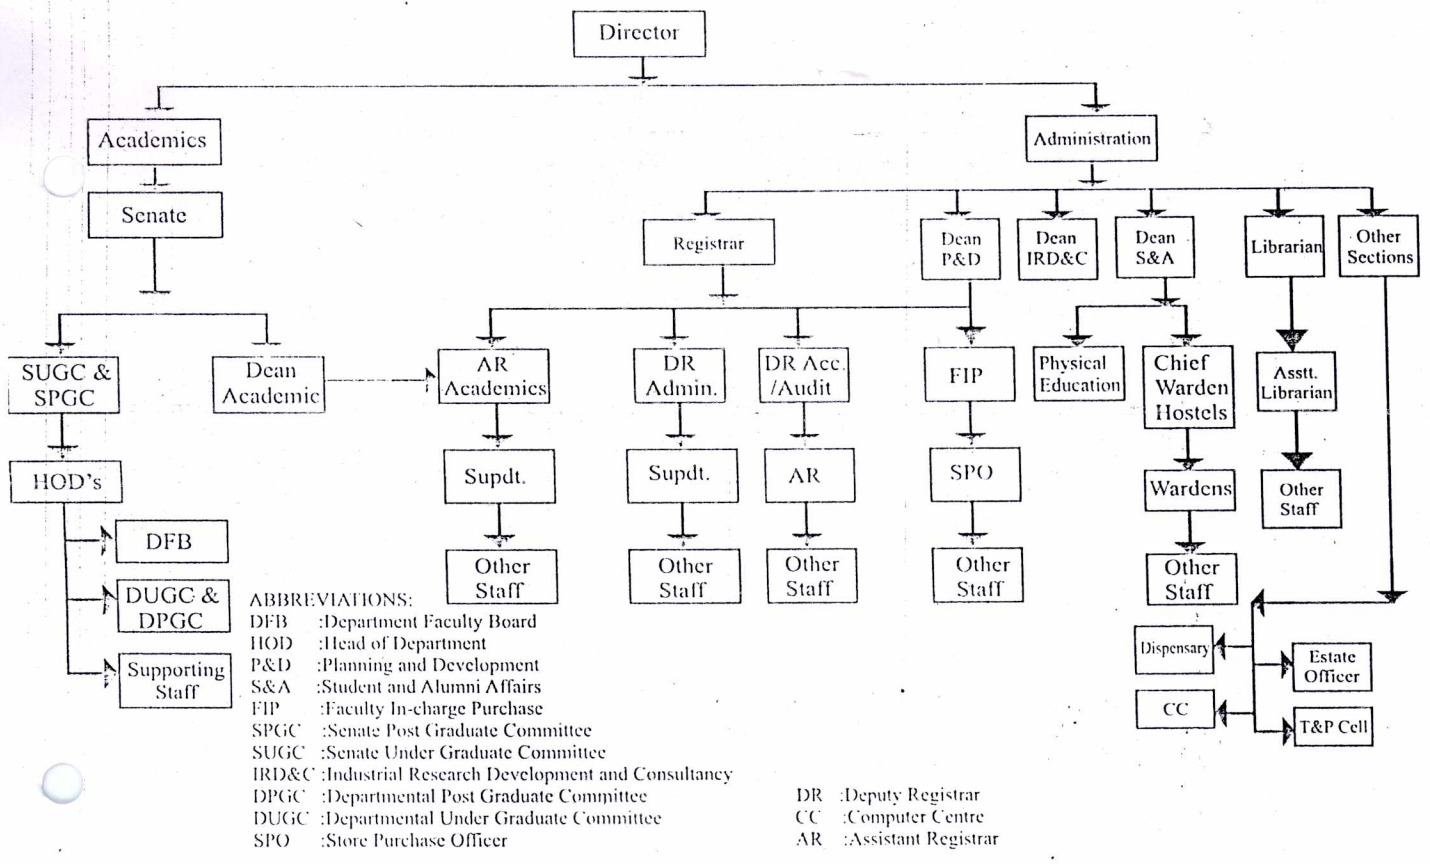 Director
Academics
Administration
Senate
Registrar
Dean
P&D
Dean
IRD&C
Dean
S&A
Librarian
Other
Sections
SUGC &
SPGC
Dean
Academic
AR
Academics
DR
Admin.
DR Acc.
/Audit
FIP
Physical
Education
Chief
Warden
Hostels
Asstt.
Librarian
HOD's
Supdt.
Supdt.
AR
SPO
Wardens
Other
Staff
DFB
DUGC &
DPGC
Supporting
Staff
Other
Staff
Other
Staff
Other
Staff
Other
Staff
Other
Staff
Dispensary
Estate
Officer
CC
T&P Cell
ABBREVIATIONS:
DFB :Department Faculty Board
HOD :Head of Department
P&D :Planning and Development
S&A :Student and Alumni Affairs
FIP :Faculty In-charge Purchase
SPGC :Senate Post Graduate Committee
SUGC :Senate Under Graduate Committee
IRD&C :Industrial Research Development and Consultancy
DPGC :Departmental Post Graduate Committee
DUGC :Departmental Under Graduate Committee
SPO :Store Purchase Officer
DR :Deputy Registrar
CC :Computer Centre
AR :Assistant Registrar